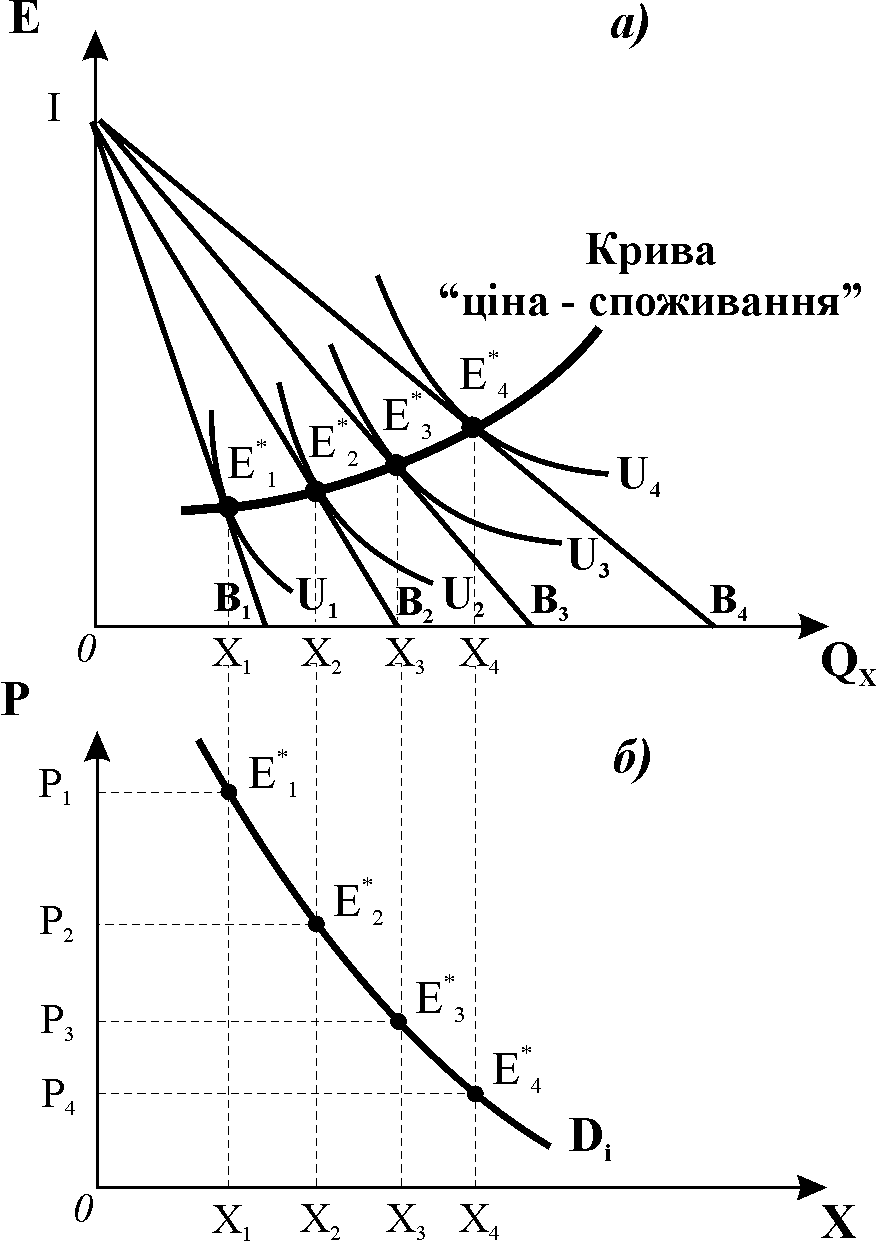 E
а)
I
Крива
“ціна - споживання”
E*4
E*3
E*2
E*1
U4
U3
B1
U1
B2
U2
B3
B4
0
X1
X2
X3
X4
QX
P
б)
P1
E*1
P2
E*2
P3
E*3
P4
E*4
Di
0
X1
X2
X3
X4
X